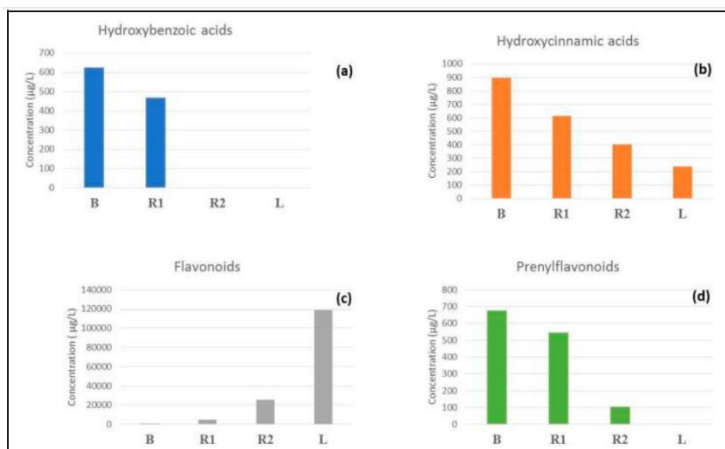 Hydroxybenzoic acids
(a)
Concentration (µg/L)
700
600
500
400
300
200
100
0
B R1 R2 L
Hydroxycinnamic acids
(b)
Concentration (µg/L)
1000
900
800
700
600
500
400
300
200
100
0
B R1 R2 L
Flavonoids
(c)
Concentration ( µg/L)
140000
120000
100000
80000
60000
40000
20000
0
B R1 R2 L
Prenylflavonoids
(d)
Concentration (µg/L)
800
700
600
500
400
300
200
100
0
B R1 R2 L